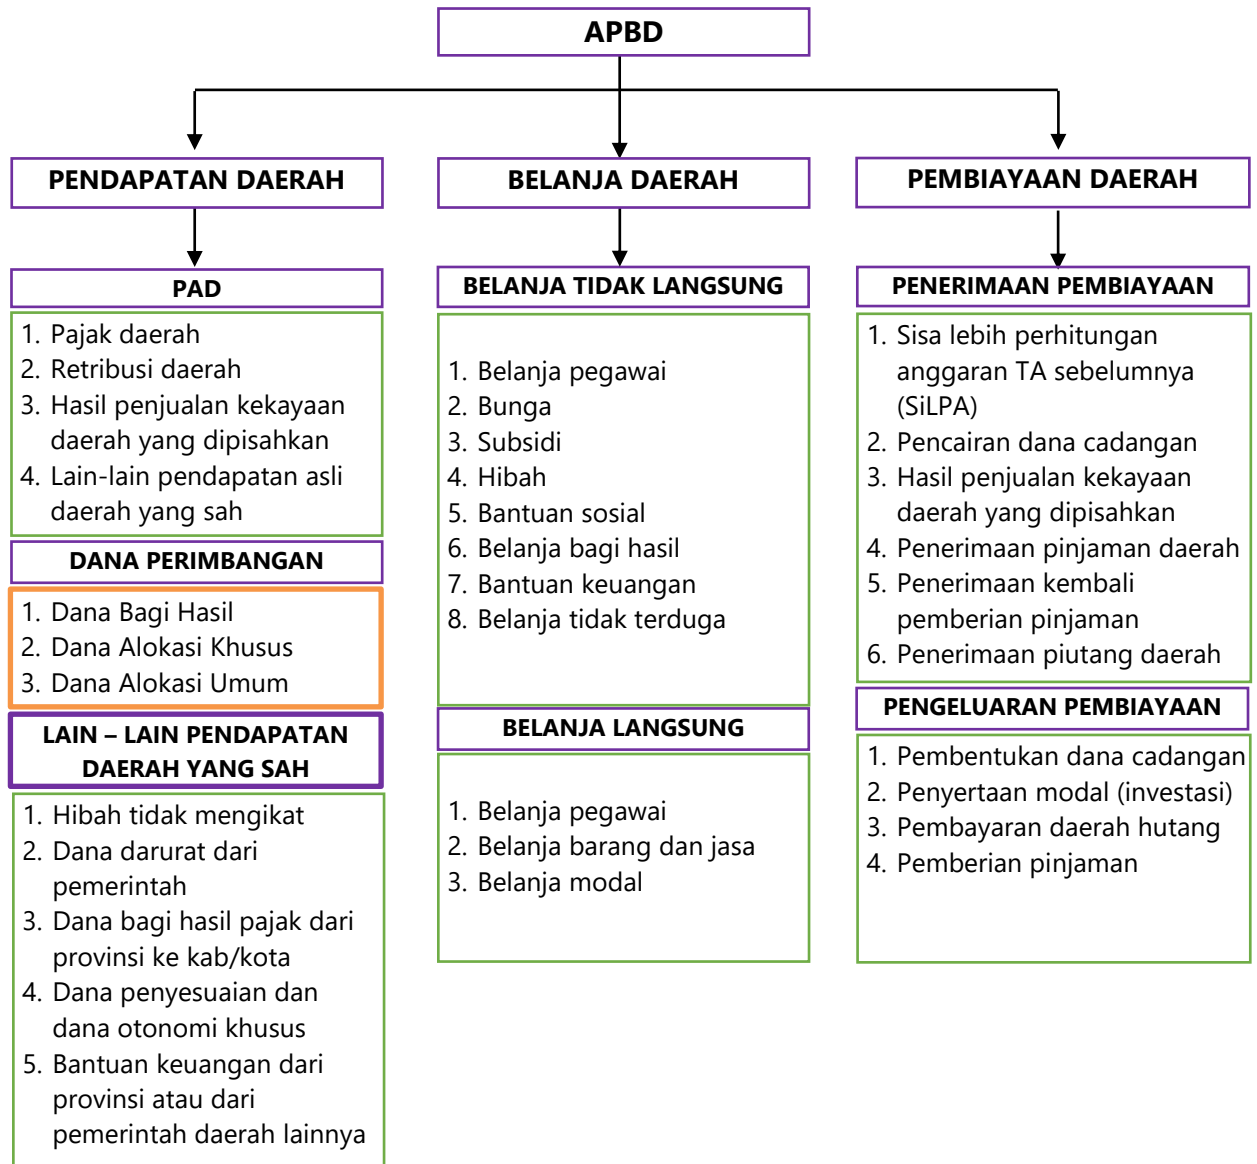 APBD
PENDAPATAN DAERAH
PAD
1. Pajak daerah
2. Retribusi daerah
3. Hasil penjualan kekayaan
daerah yang dipisahkan
4. Lain-lain pendapatan asli
daerah yang sah
DANA PERIMBANGAN
1. Dana Bagi Hasil
2. Dana Alokasi Khusus
3. Dana Alokasi Umum
LAIN – LAIN PENDAPATAN
DAERAH YANG SAH
1. Hibah tidak mengikat
2. Dana darurat dari
pemerintah
3. Dana bagi hasil pajak dari
provinsi ke kab/kota
4. Dana penyesuaian dan
dana otonomi khusus
5. Bantuan keuangan dari
provinsi atau dari
pemerintah daerah lainnya
BELANJA DAERAH
BELANJA TIDAK LANGSUNG
1. Belanja pegawai
2. Bunga
3. Subsidi
4. Hibah
5. Bantuan sosial
6. Belanja bagi hasil
7. Bantuan keuangan
8. Belanja tidak terduga
BELANJA LANGSUNG
1. Belanja pegawai
2. Belanja barang dan jasa
3. Belanja modal
PEMBIAYAAN DAERAH
PENERIMAAN PEMBIAYAAN
1. Sisa lebih perhitungan
anggaran TA sebelumnya
(SiLPA)
2. Pencairan dana cadangan
3. Hasil penjualan kekayaan
daerah yang dipisahkan
4. Penerimaan pinjaman daerah
5. Penerimaan kembali
pemberian pinjaman
6. Penerimaan piutang daerah
PENGELUARAN PEMBIAYAAN
1. Pembentukan dana cadangan
2. Penyertaan modal (investasi)
3. Pembayaran daerah hutang
4. Pemberian pinjaman